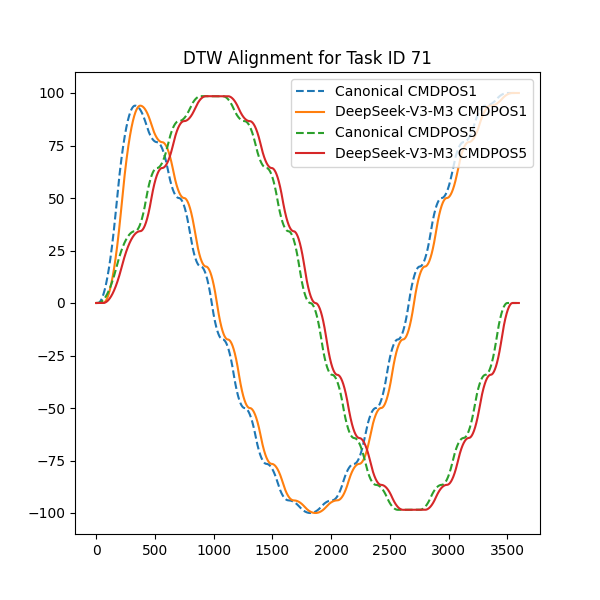 DTW Alignment for Task ID 71
Canonical CMDPOS1
DeepSeek-V3-M3 CMDPOS1
Canonical CMDPOS5
DeepSeek-V3-M3 CMDPOS5
100
75
50
25
0
−25
−50
−75
−100
0 500 1000 1500 2000 2500 3000 3500